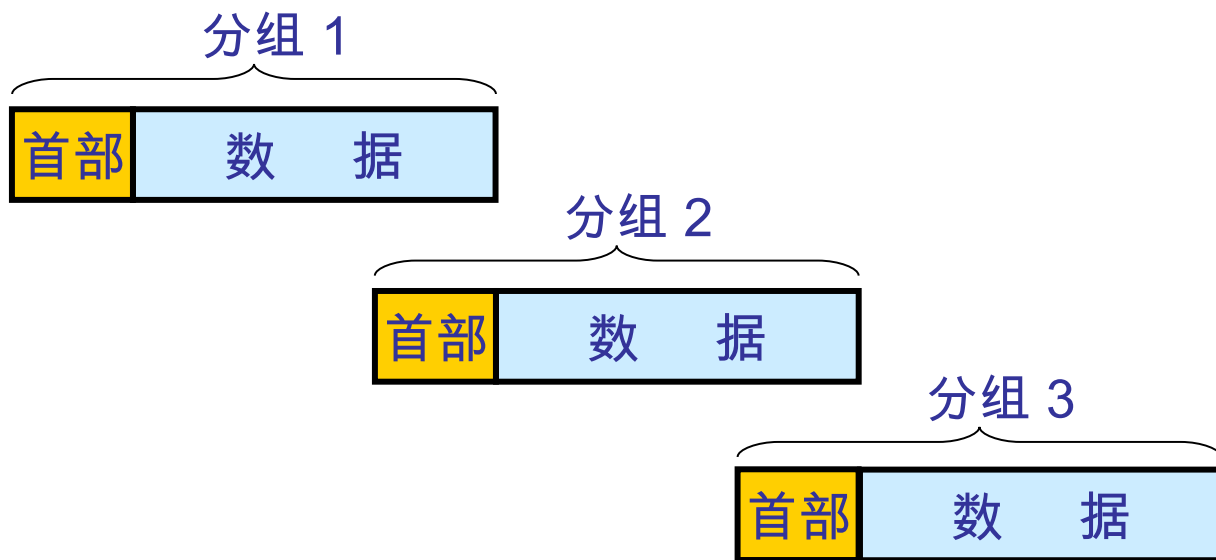 分组 1
首部 数 据
分组 2
首部 数 据
分组 3
首部 数 据